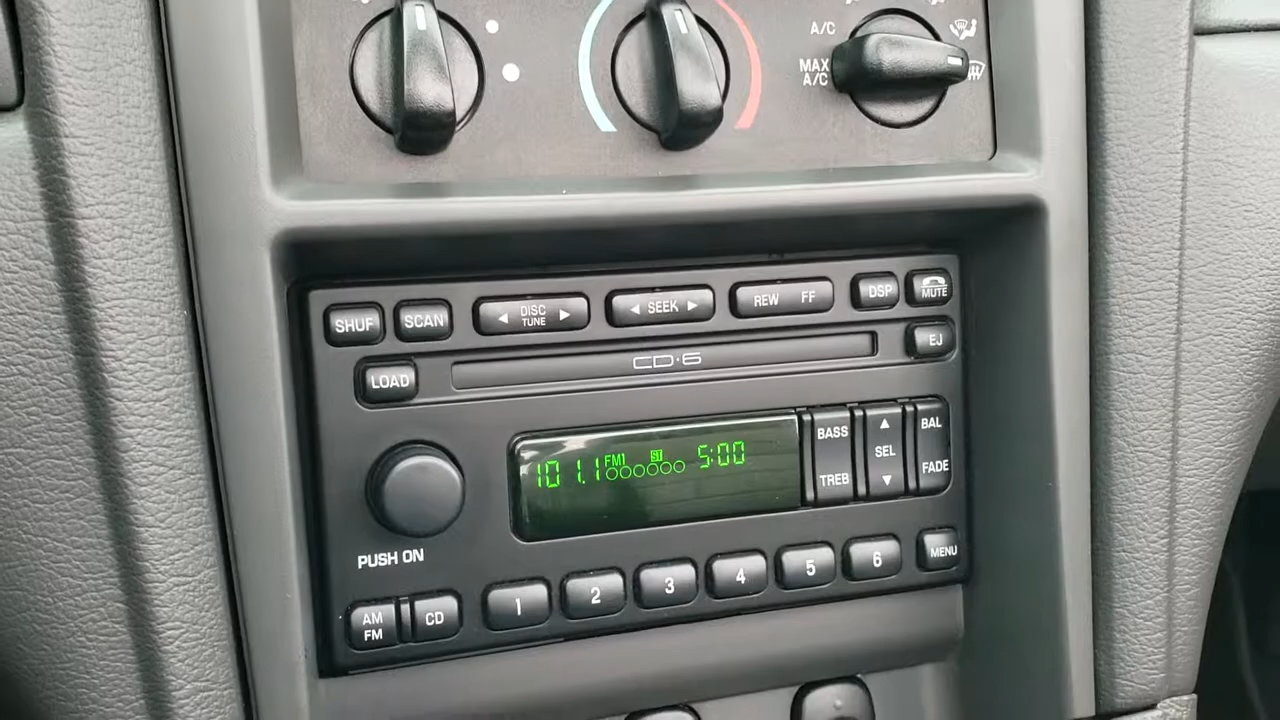 A/C
MAX
A/C
SHUF
SCAN
DISC
TUNE
SEEK
REW FF
DSP
MUTE
LOAD
CD·6
EJ
101.1 FM1 ST 5:00
BASS
TREB
SEL
BAL
FADE
PUSH ON
AM
FM
CD
1
2
3
4
5
6
MENU